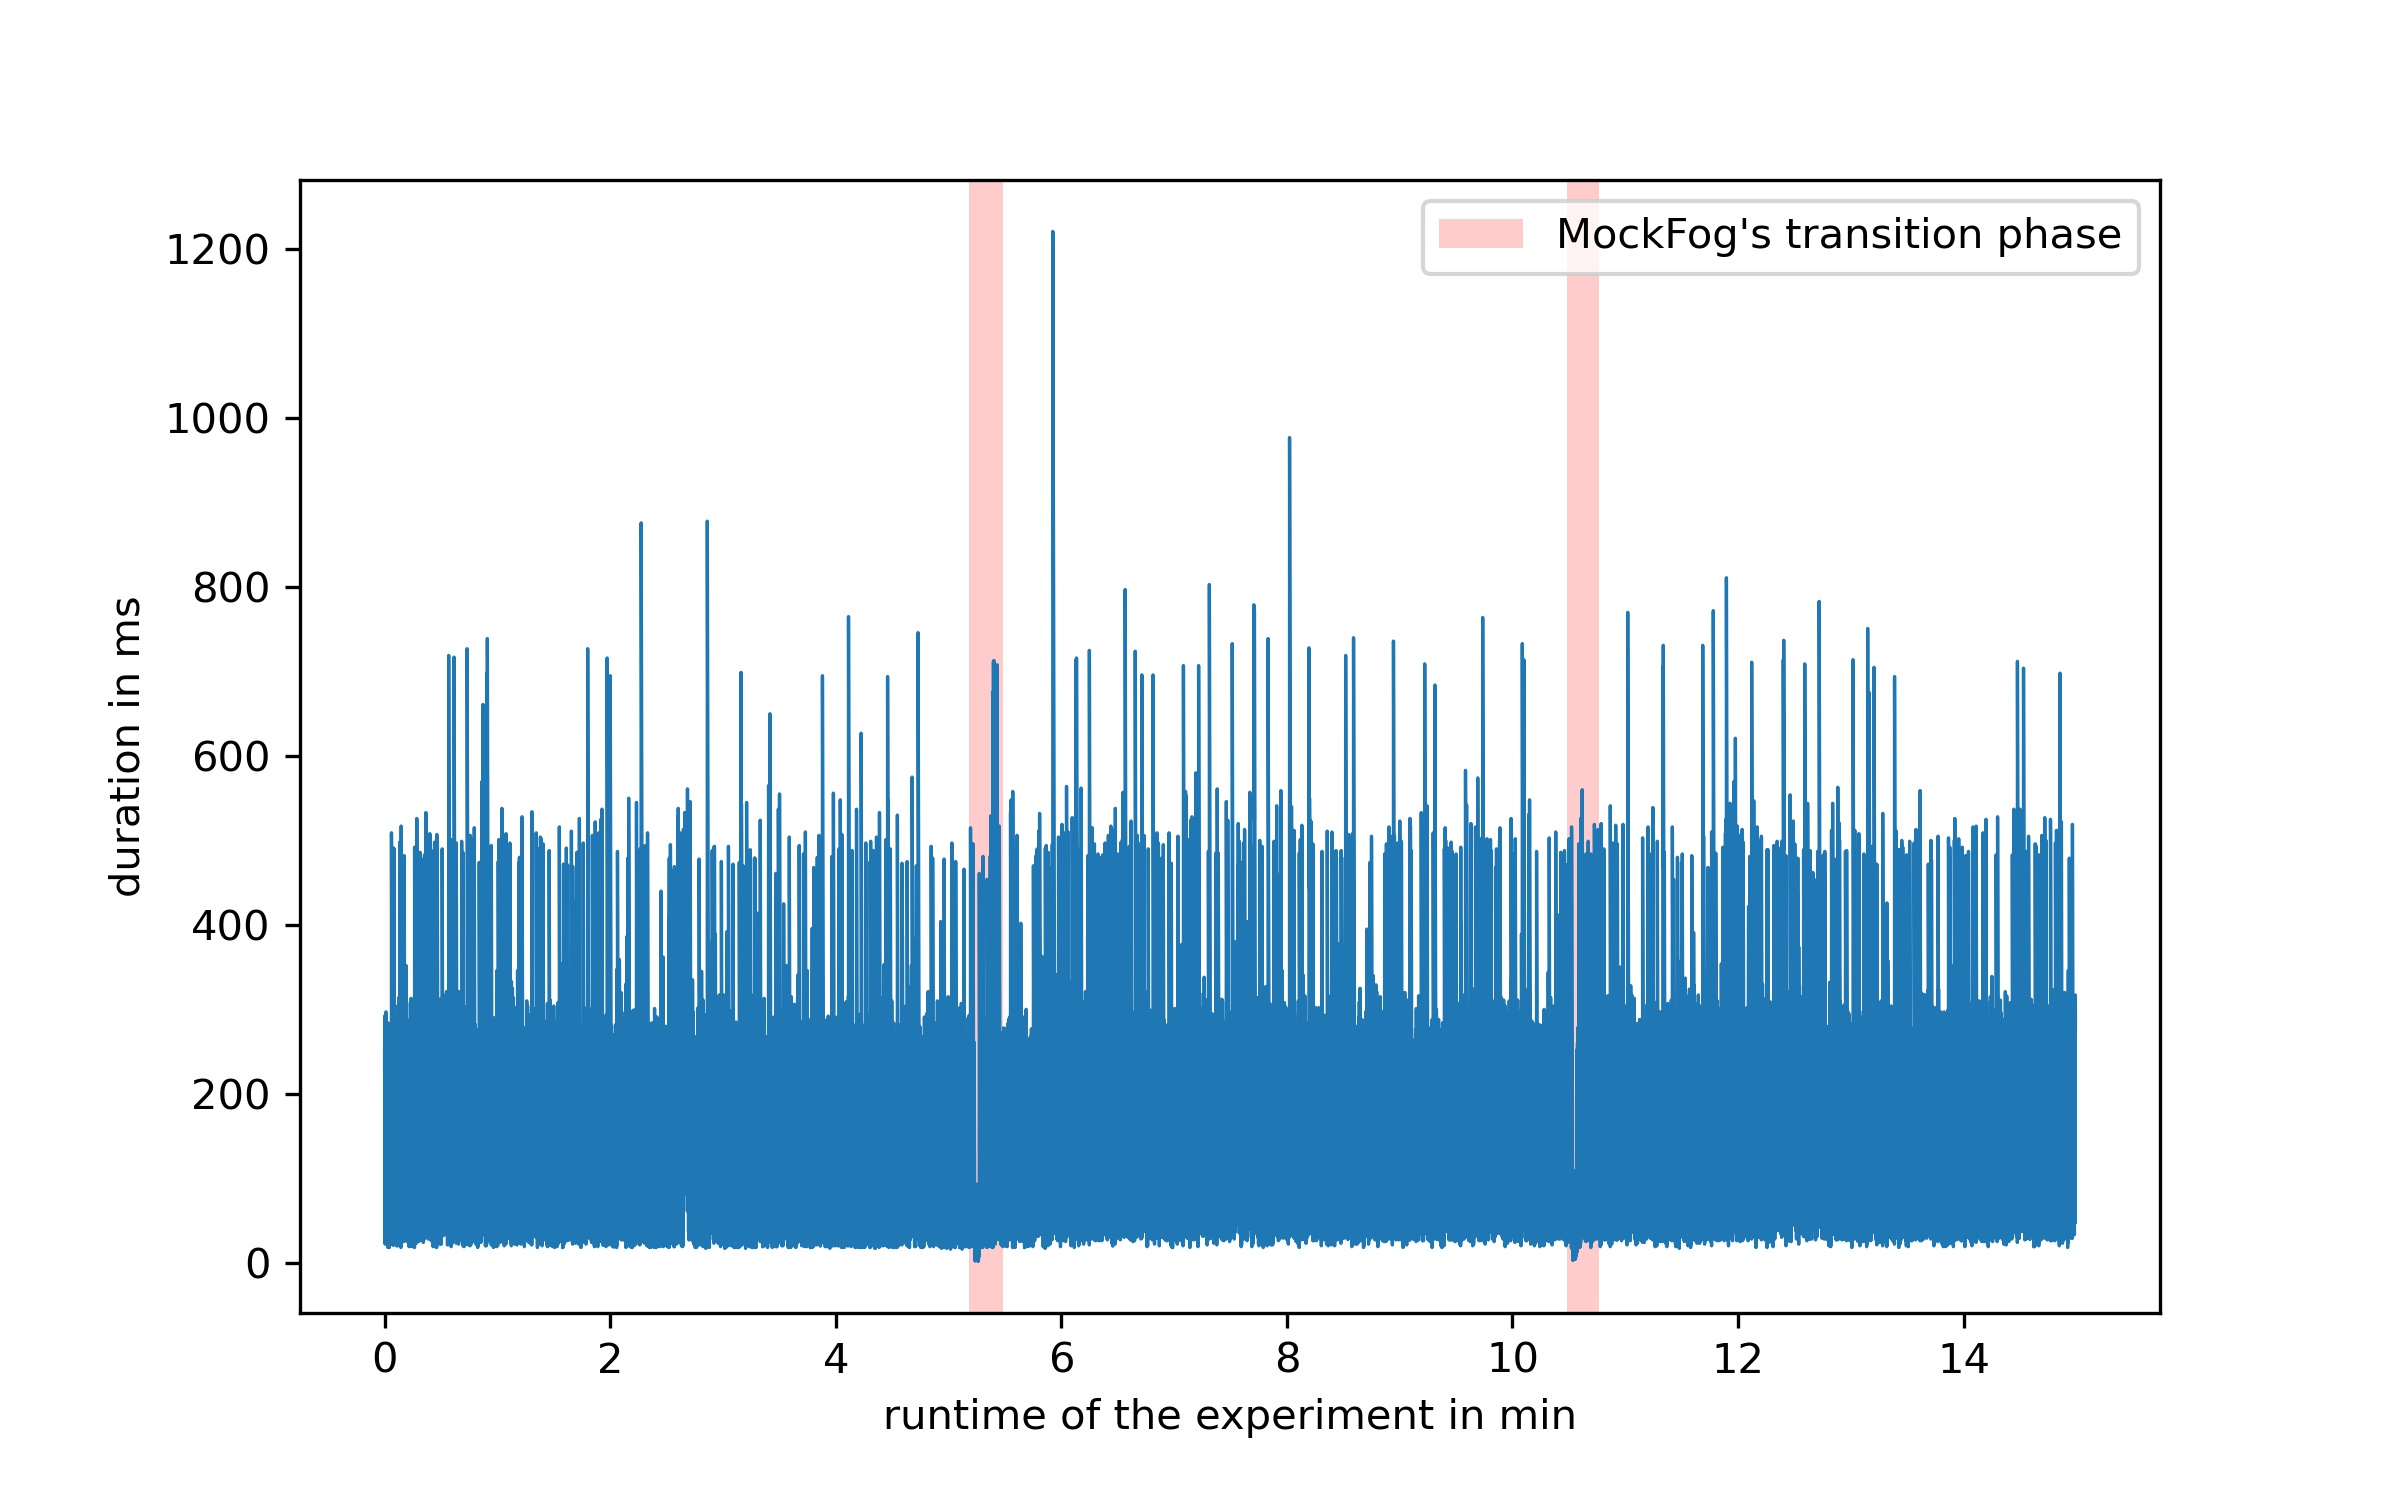 MockFog's transition phase
1200
1000
800
600
400
200
0
duration in ms
0 2 4 6 8 10 12 14
runtime of the experiment in min